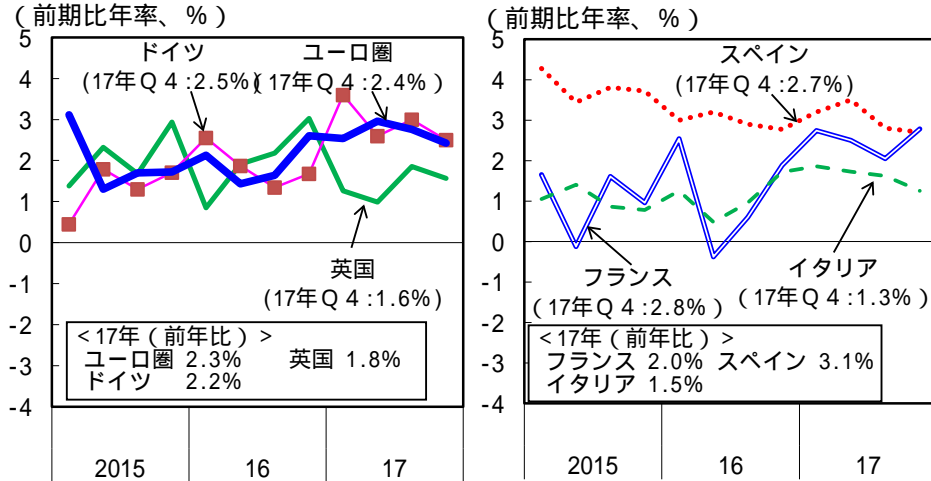 (前期比年率、%)
5
4
3
2
1
0
-1
-2
-3
-4
ドイツ
(17年Q4:2.5%)
ユーロ圏
(17年Q4:2.4%)
英国
(17年Q4:1.6%)
<17年(前年比)>
ユーロ圏 2.3% 英国 1.8%
ドイツ 2.2%
2015 16 17
(前期比年率、%)
5
4
3
2
1
0
-1
-2
-3
-4
スペイン
(17年Q4:2.7%)
フランス
(17年Q4:2.8%)
イタリア
(17年Q4:1.3%)
<17年(前年比)>
フランス 2.0% スペイン 3.1%
イタリア 1.5%
2015 16 17